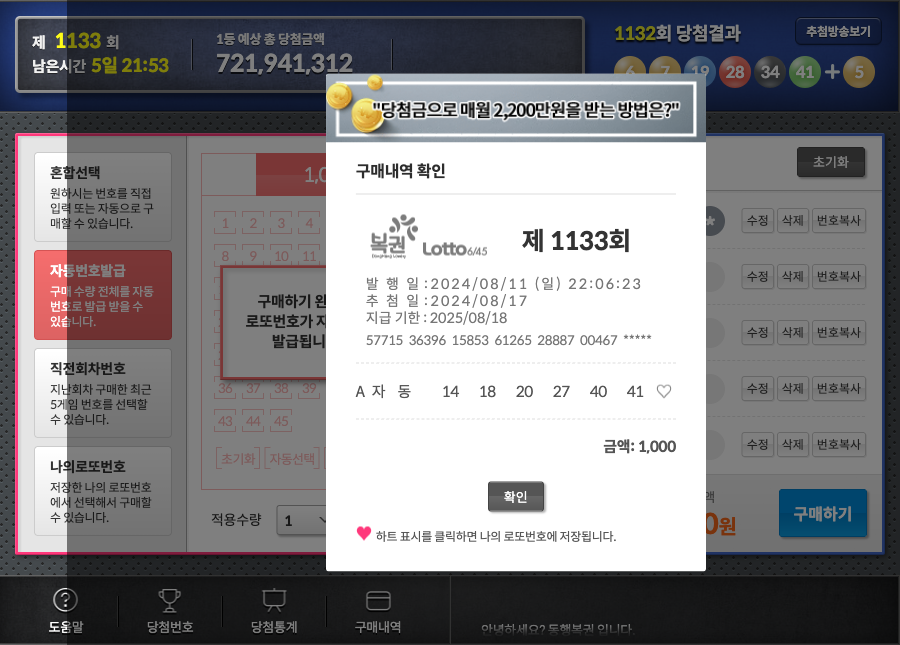 제 1133 회
남은시간 5일 21:53
1등 예상 총 당첨금액
721,941,312
1132회 당첨결과
추첨방송보기
6 7 19 28 34 41 + 5
"당첨금으로 매월 2,200만원을 받는 방법은?"
혼합선택
원하시는 번호를 직접
입력 또는 자동으로 구
매할 수 있습니다.
자동번호발급
구매 수량 전체를 자동
번호로 발급 받을 수
있습니다.
직전회차번호
지난회차 구매한 최근
5게임 번호를 선택할
수 있습니다.
나의로또번호
저장한 나의 로또번호
에서 선택해서 구매할
수 있습니다.
1,0
1 2 3 4
8 9 10 11
구매하기 완
로또번호가 자
발급됩니
36 37 38 39
43 44 45
초기화 자동선택
적용수량 1
구매내역 확인
복권 Lotto 6/45 제 1133회
발 행 일 : 2024/08/11 (일) 22:06:23
추 첨 일 : 2024/08/17
지급 기한 : 2025/08/18
57715 36396 15853 61265 28887 00467 *****
A 자 동 14 18 20 27 40 41 ♡
금액: 1,000
확인
♥ 하트 표시를 클릭하면 나의 로또번호에 저장됩니다.
초기화
수정 삭제 번호복사
수정 삭제 번호복사
수정 삭제 번호복사
수정 삭제 번호복사
수정 삭제 번호복사
액
0원
구매하기
도움말
당첨번호
당첨통계
구매내역
안녕하세요? 동행복권 입니다.